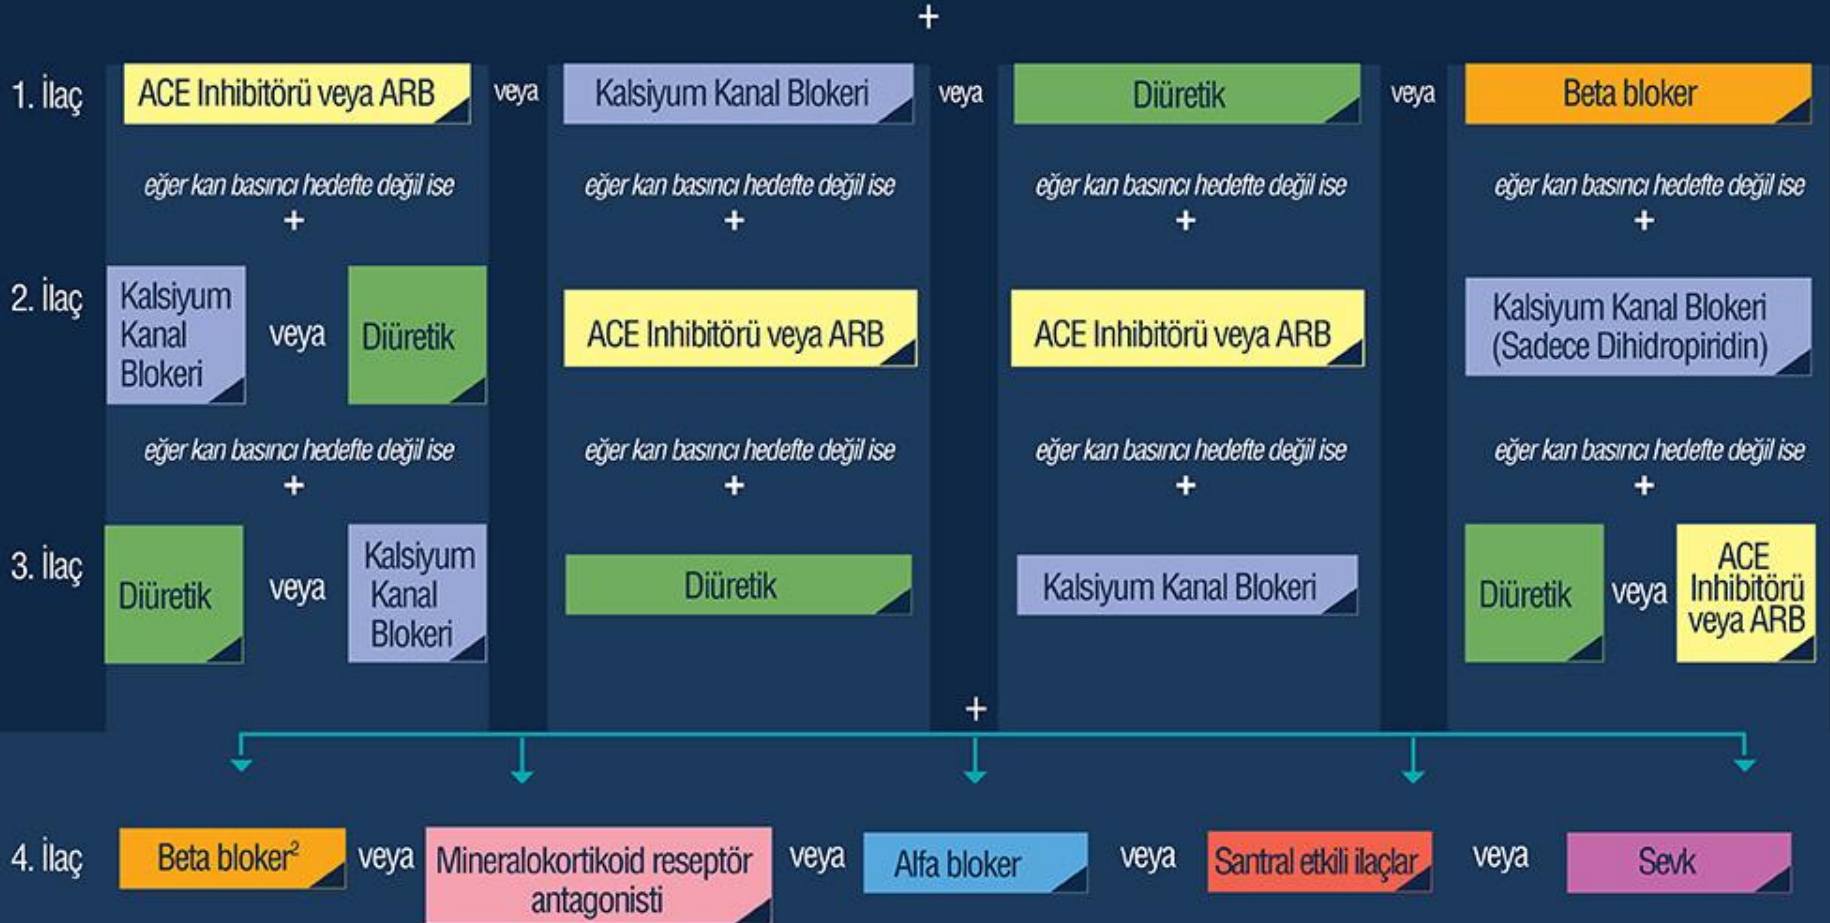 +
1. İlaç
ACE Inhibitörü veya ARB
veya
Kalsiyum Kanal Blokeri
veya
Diüretik
veya
Beta bloker
eğer kan basıncı hedefte değil ise
+
eğer kan basıncı hedefte değil ise
+
eğer kan basıncı hedefte değil ise
+
eğer kan basıncı hedefte değil ise
+
2. İlaç
Kalsiyum
Kanal
Blokeri
veya
Diüretik
ACE Inhibitörü veya ARB
ACE Inhibitörü veya ARB
Kalsiyum Kanal Blokeri
(Sadece Dihidropiridin)
eğer kan basıncı hedefte değil ise
+
eğer kan basıncı hedefte değil ise
+
eğer kan basıncı hedefte değil ise
+
eğer kan basıncı hedefte değil ise
+
3. İlaç
Diüretik
veya
Kalsiyum
Kanal
Blokeri
Diüretik
Kalsiyum Kanal Blokeri
Diüretik
veya
ACE
Inhibitörü
veya ARB
+
4. İlaç
Beta bloker²
veya
Mineralokortikoid reseptör
antagonisti
veya
Alfa bloker
veya
Santral etkili ilaçlar
veya
Sevk